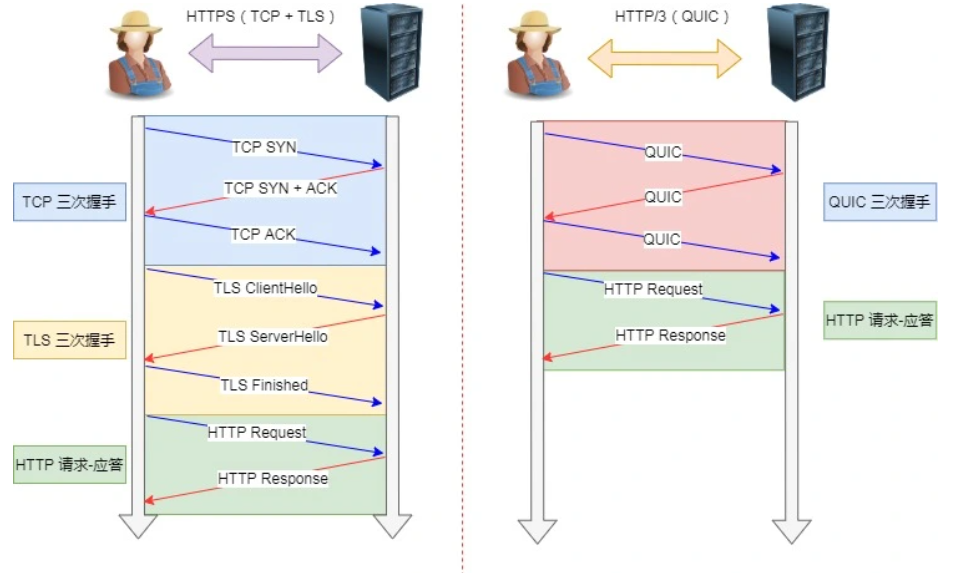 HTTPS（TCP + TLS）
TCP 三次握手
TCP SYN
TCP SYN + ACK
TCP ACK
TLS 三次握手
TLS ClientHello
TLS ServerHello
TLS Finished
HTTP 请求-应答
HTTP Request
HTTP Response
HTTP/3（QUIC）
QUIC
QUIC
QUIC
QUIC 三次握手
HTTP Request
HTTP Response
HTTP 请求-应答